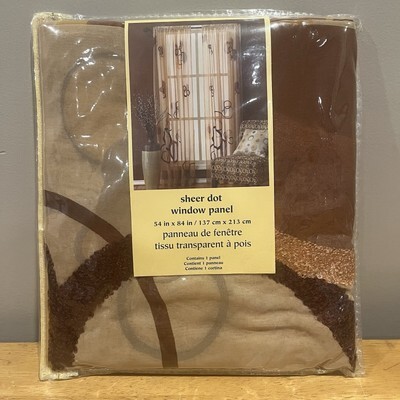 sheer dot
window panel
54 in x 84 in / 137 cm x 213 cm
panneau de fenêtre
tissu transparent à pois
Contains 1 panel
Contient 1 panneau
Contiene 1 cortina